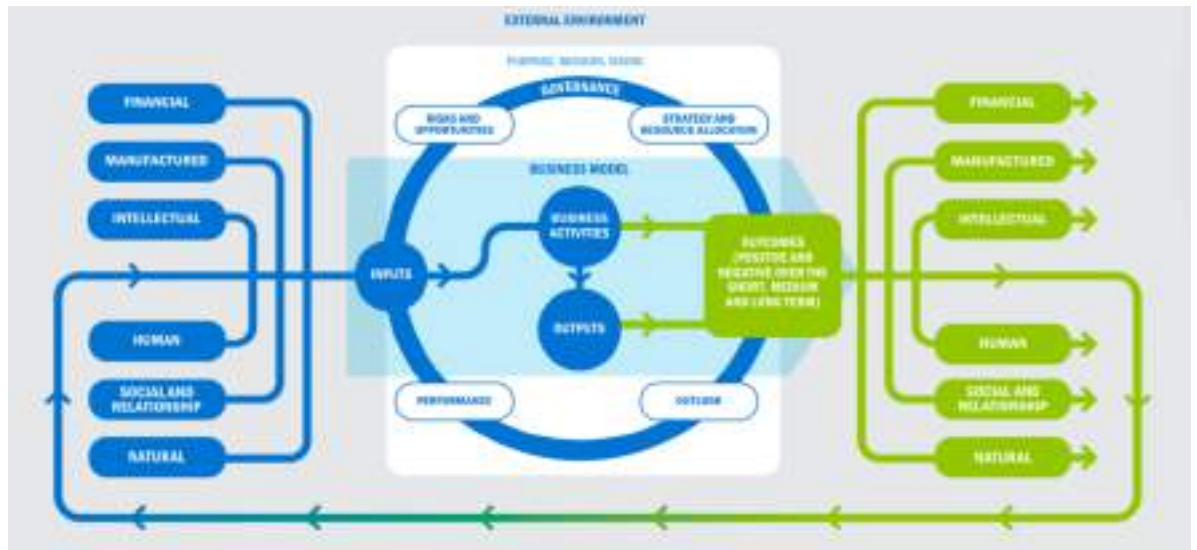 EXTERNAL ENVIRONMENT
PURPOSE, MISSION, VISION
GOVERNANCE
RISKS AND
OPPORTUNITIES
STRATEGY AND
RESOURCE ALLOCATION
BUSINESS MODEL
FINANCIAL
MANUFACTURED
INTELLECTUAL
HUMAN
SOCIAL AND
RELATIONSHIP
NATURAL
INPUTS
BUSINESS
ACTIVITIES
OUTPUTS
OUTCOMES
(POSITIVE AND
NEGATIVE OVER THE
SHORT, MEDIUM
AND LONG TERM)
PERFORMANCE
OUTLOOK
FINANCIAL
MANUFACTURED
INTELLECTUAL
HUMAN
SOCIAL AND
RELATIONSHIP
NATURAL